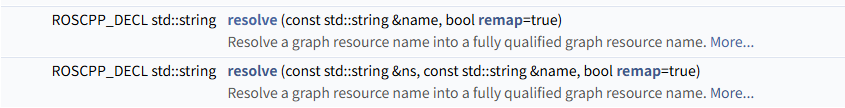 ROSCPP_DECL std::string resolve (const std::string &name, bool remap=true)
Resolve a graph resource name into a fully qualified graph resource name. More...
ROSCPP_DECL std::string resolve (const std::string &ns, const std::string &name, bool remap=true)
Resolve a graph resource name into a fully qualified graph resource name. More...